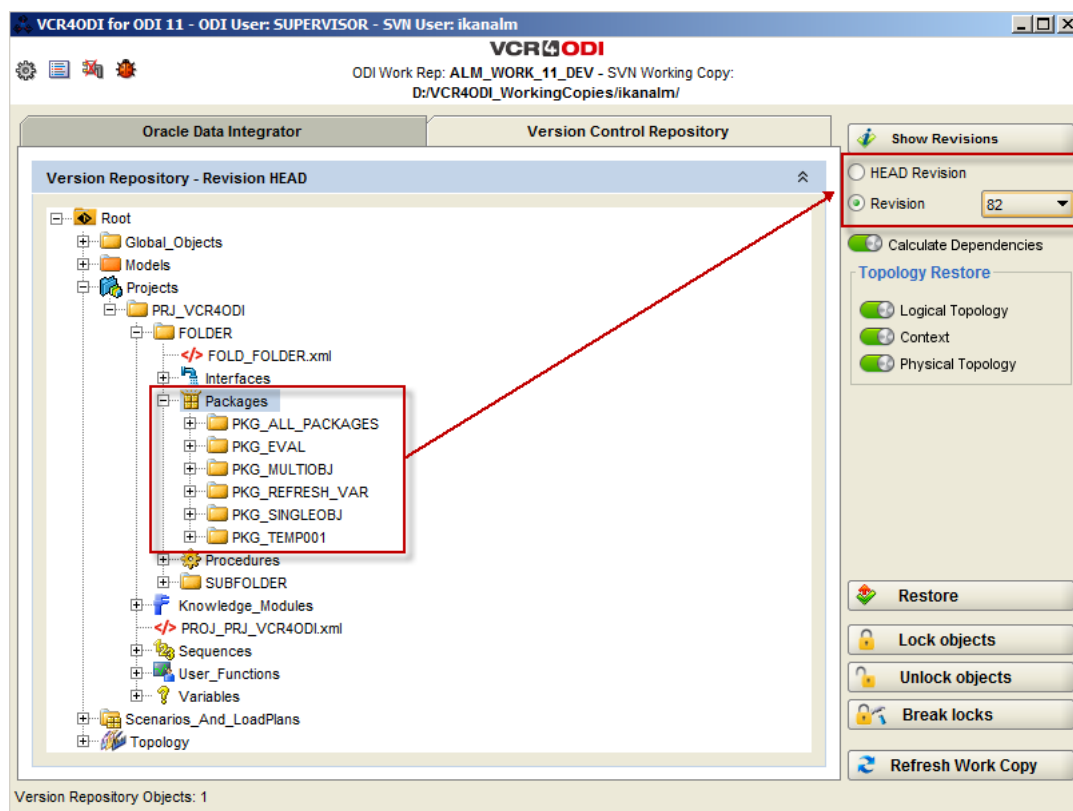 VCR4ODI for ODI 11 - ODI User: SUPERVISOR - SVN User: ikanalm
VCR4ODI
ODI Work Rep: ALM_WORK_11_DEV - SVN Working Copy:
D:/VCR4ODI_WorkingCopies/ikanalm/
Oracle Data Integrator
Version Control Repository
Version Repository - Revision HEAD
Root
Global_Objects
Models
Projects
PRJ_VCR4ODI
FOLDER
</> FOLD_FOLDER.xml
Interfaces
Packages
PKG_ALL_PACKAGES
PKG_EVAL
PKG_MULTIOBJ
PKG_REFRESH_VAR
PKG_SINGLEOBJ
PKG_TEMP001
Procedures
SUBFOLDER
Knowledge_Modules
</> PROJ_PRJ_VCR4ODI.xml
Sequences
User_Functions
Variables
Scenarios_And_LoadPlans
Topology
Show Revisions
HEAD Revision
Revision 82
Calculate Dependencies
Topology Restore
Logical Topology
Context
Physical Topology
Restore
Lock objects
Unlock objects
Break locks
Refresh Work Copy
Version Repository Objects: 1